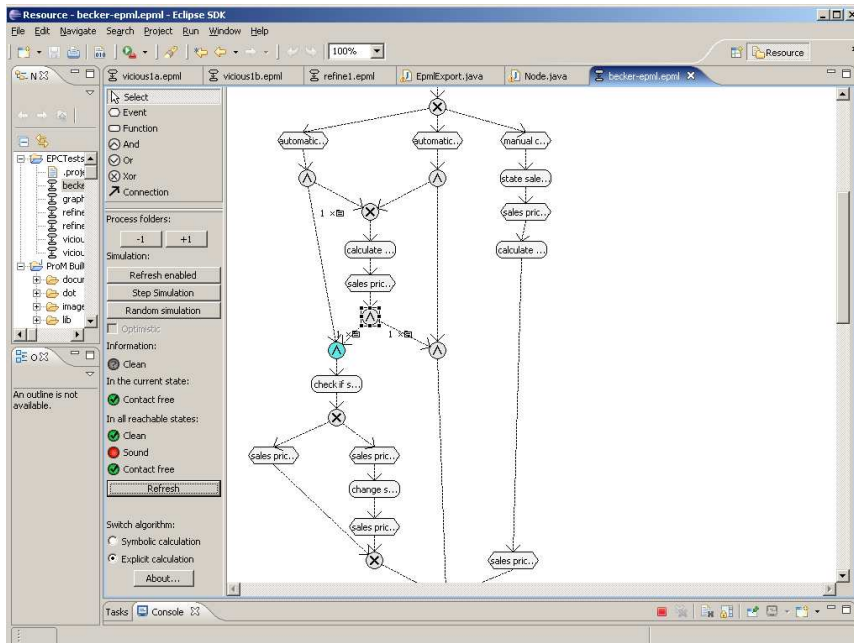 Resource - becker-epml.epml - Eclipse SDK
File Edit Navigate Search Project Run Window Help
100%
Resource
N
vicious1a.epml
vicious1b.epml
refine1.epml
EpmlExport.java
Node.java
becker-epml.epml
Select
Event
Function
And
Or
Xor
Connection
Process folders:
-1
+1
Simulation:
Refresh enabled
Step Simulation
Random simulation
Optimistic
Information:
Clean
In the current state:
Contact free
In all reachable states:
Clean
Sound
Contact free
Refresh
Switch algorithm:
Symbolic calculation
Explicit calculation
About...
EPCTests
.proje
becke
graph
refine
refine
viciou
viciou
ProM Buil
docur
dot
image
lib
O
An outline is not
available.
automatic...
automatic...
manual c...
state sale...
1 ×
sales pric...
calculate ...
calculate ...
sales pric...
1 ×
1 ×
check if s...
sales pric...
sales pric...
change s...
sales pric...
sales pric...
Tasks
Console